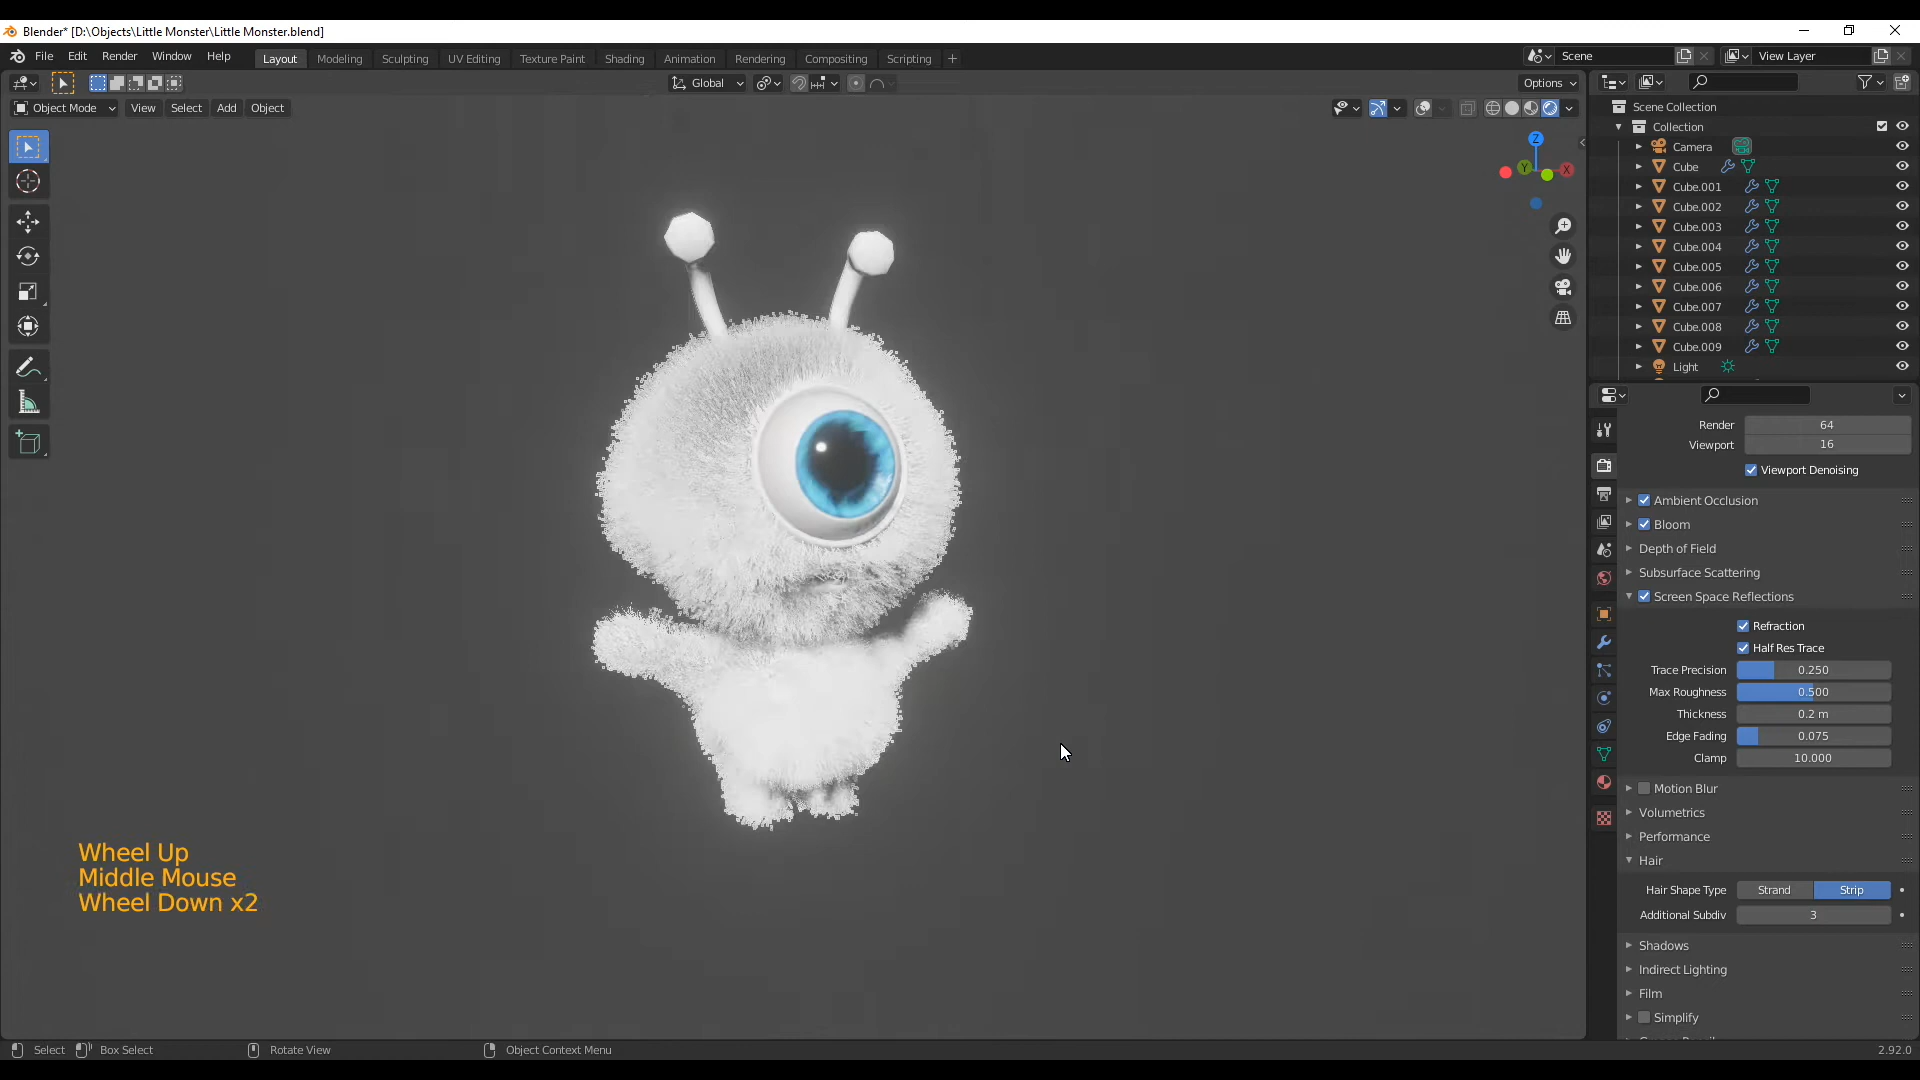 Blender* [D:\Objects\Little Monster\Little Monster.blend]
File Edit Render Window Help Layout Modeling Sculpting UV Editing Texture Paint Shading Animation Rendering Compositing Scripting + Scene View Layer
Global Options
Object Mode View Select Add Object
Scene Collection
Collection
Camera
Cube
Cube.001
Cube.002
Cube.003
Cube.004
Cube.005
Cube.006
Cube.007
Cube.008
Cube.009
Light
Z
Y
X
Render 64
Viewport 16
Viewport Denoising
Ambient Occlusion
Bloom
Depth of Field
Subsurface Scattering
Screen Space Reflections
Refraction
Half Res Trace
Trace Precision 0.250
Max Roughness 0.500
Thickness 0.2 m
Edge Fading 0.075
Clamp 10.000
Motion Blur
Volumetrics
Performance
Hair
Hair Shape Type Strand Strip
Additional Subdiv 3
Shadows
Indirect Lighting
Film
Simplify
Wheel Up
Middle Mouse
Wheel Down x2
Select Box Select Rotate View Object Context Menu 2.92.0